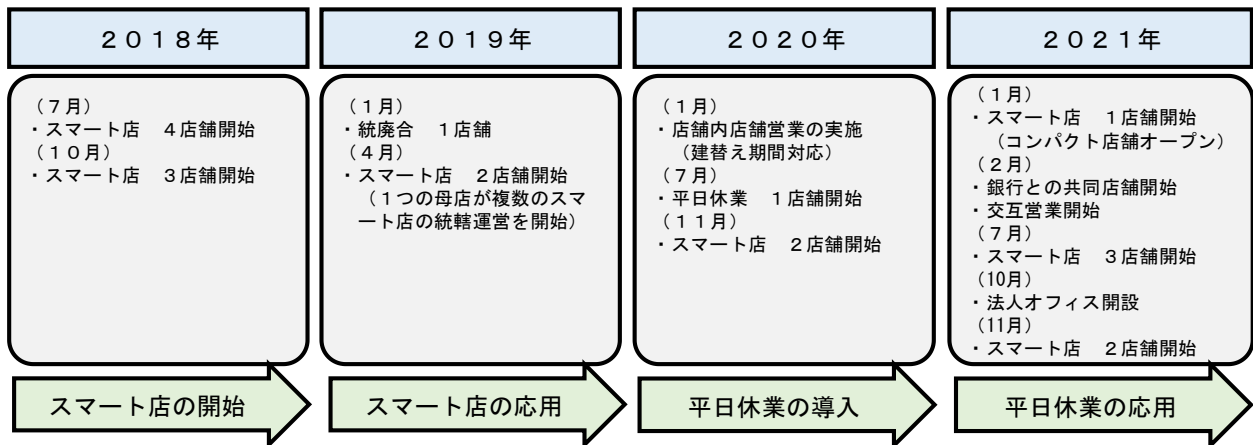 ２０１８年
（７月）
・スマート店　４店舗開始
（１０月）
・スマート店　３店舗開始
スマート店の開始
２０１９年
（１月）
・統廃合　１店舗
（４月）
・スマート店　２店舗開始
（１つの母店が複数のスマ
ート店の統轄運営を開始）
スマート店の応用
２０２０年
（１月）
・店舗内店舗営業の実施
（建替え期間対応）
（７月）
・平日休業　１店舗開始
（１１月）
・スマート店　２店舗開始
平日休業の導入
２０２１年
（１月）
・スマート店　１店舗開始
（コンパクト店舗オープン）
（２月）
・銀行との共同店舗開始
・交互営業開始
（７月）
・スマート店　３店舗開始
(10月)
・法人オフィス開設
(11月)
・スマート店　２店舗開始
平日休業の応用